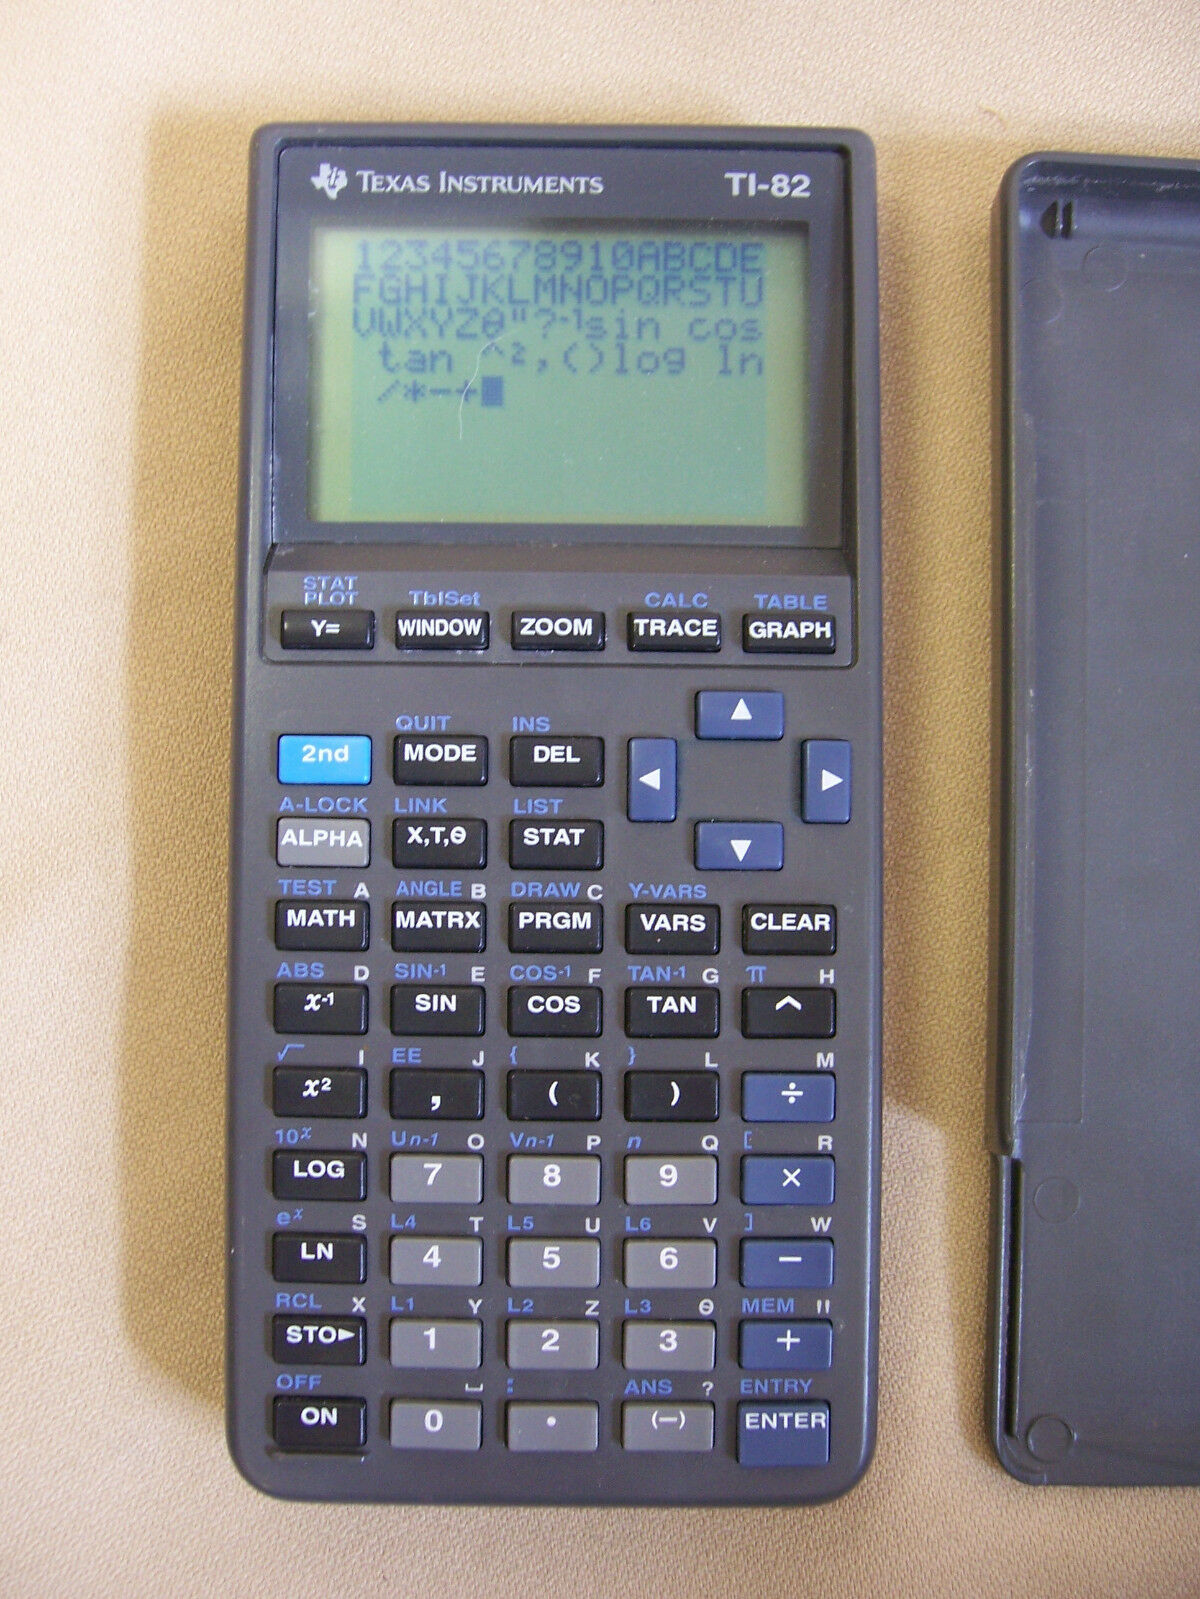 TEXAS INSTRUMENTS TI-82
12345678910ABCDE
FGHIJKLMNOPQRSTU
VWXYZθ"?⁻¹sin cos
tan ^²,()log ln
/*-+
STAT
PLOT TblSet CALC TABLE
Y= WINDOW ZOOM TRACE GRAPH
QUIT INS
2nd MODE DEL
A-LOCK LINK LIST
ALPHA X,T,θ STAT
TEST A ANGLE B DRAW C Y-VARS
MATH MATRX PRGM VARS CLEAR
ABS D SIN⁻¹ E COS⁻¹ F TAN⁻¹ G π H
x⁻¹ SIN COS TAN ^
√ I EE J { K } L M
x² , ( ) ÷
10ˣ N Un-1 O Vn-1 P n Q [ R
LOG 7 8 9 ×
eˣ S L4 T L5 U L6 V ] W
LN 4 5 6 −
RCL X L1 Y L2 Z L3 θ MEM "
STO► 1 2 3 +
OFF ␣ : ANS ? ENTRY
ON 0 . (−) ENTER